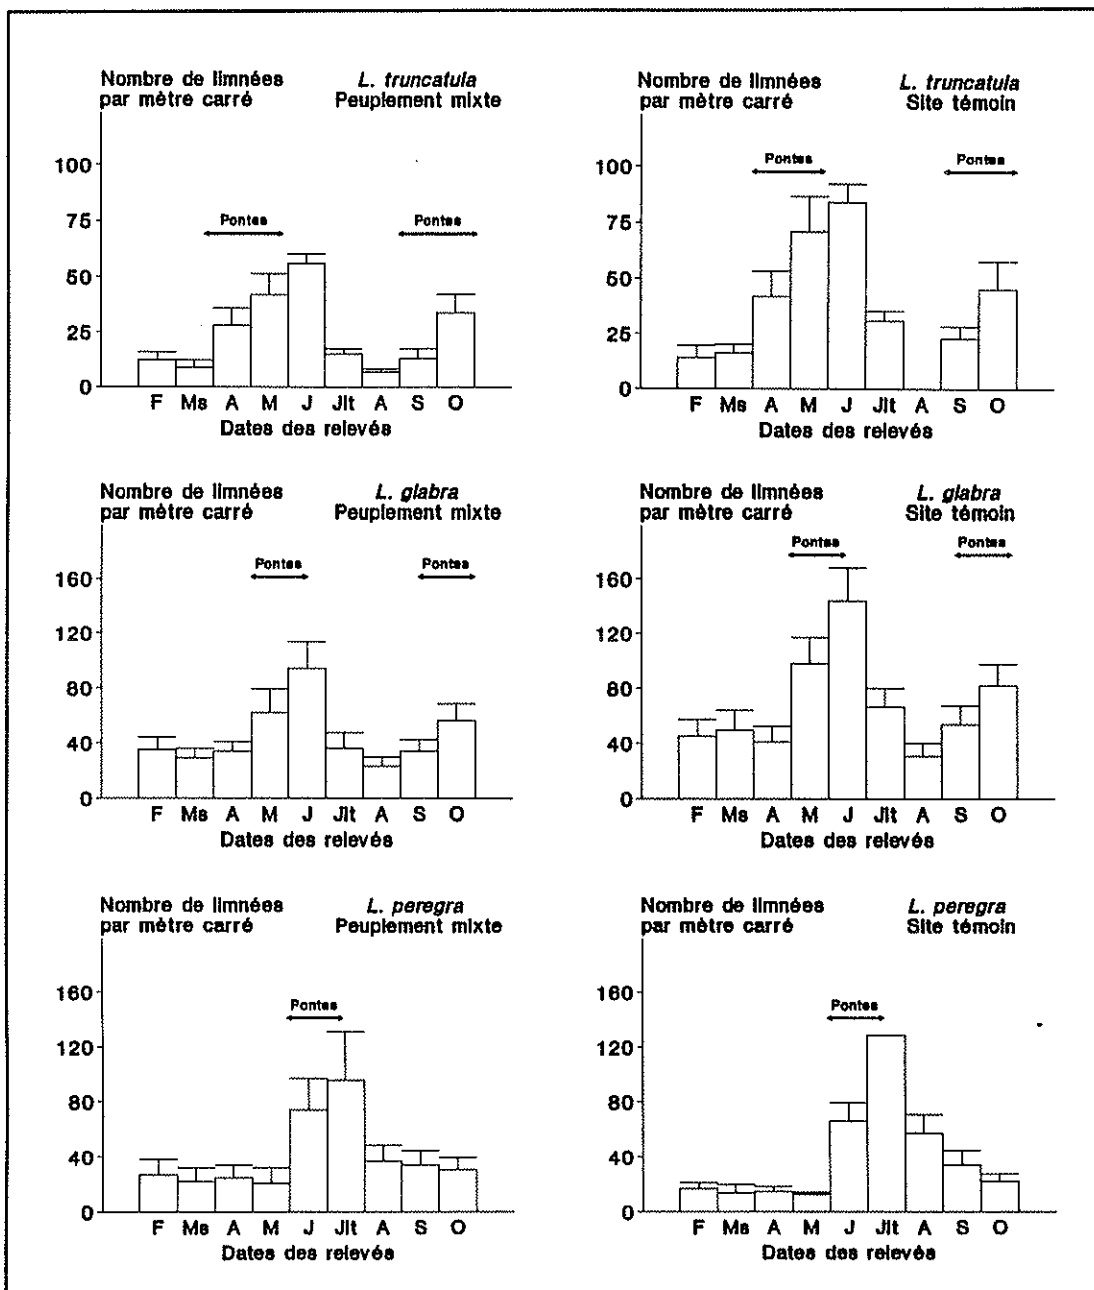 Nombre de limnées
par mètre carré
L. truncatula
Peuplement mixte
100
75
50
25
0
Pontes
Pontes
F Ms A M J Jlt A S O
Dates des relevés
Nombre de limnées
par mètre carré
L. truncatula
Site témoin
100
75
50
25
0
Pontes
Pontes
F Ms A M J Jlt A S O
Dates des relevés
Nombre de limnées
par mètre carré
L. glabra
Peuplement mixte
160
120
80
40
0
Pontes
Pontes
F Ms A M J Jlt A S O
Dates des relevés
Nombre de limnées
par mètre carré
L. glabra
Site témoin
160
120
80
40
0
Pontes
Pontes
F Ms A M J Jlt A S O
Dates des relevés
Nombre de limnées
par mètre carré
L. peregra
Peuplement mixte
160
120
80
40
0
Pontes
F Ms A M J Jlt A S O
Dates des relevés
Nombre de limnées
par mètre carré
L. peregra
Site témoin
160
120
80
40
0
Pontes
F Ms A M J Jlt A S O
Dates des relevés